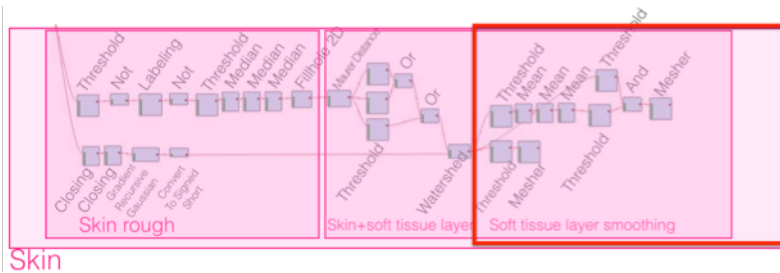 Threshold
Not
Labeling
Not
Threshold
Median
Median
Median
Fillhole 2D
Maurer Distance
Or
Or
Threshold
Mean
Mean
Mean
Threshold
And
Mesher
Closing
Closing
Gradient
Recursive
Gaussian
Convert
To Signed
Short
Threshold
Watershed
Threshold
Mesher
Threshold
Skin rough
Skin+soft tissue layer
Soft tissue layer smoothing
Skin